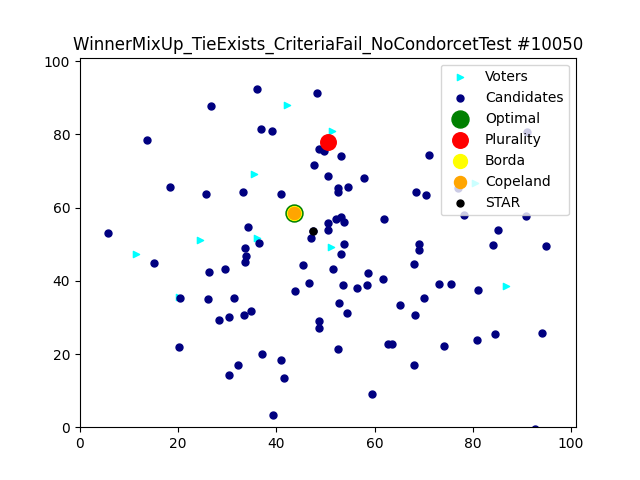 WinnerMixUp_TieExists_CriteriaFail_NoCondorcetTest #10050
100
80
60
40
20
0
0 20 40 60 80 100
Voters
Candidates
Optimal
Plurality
Borda
Copeland
STAR